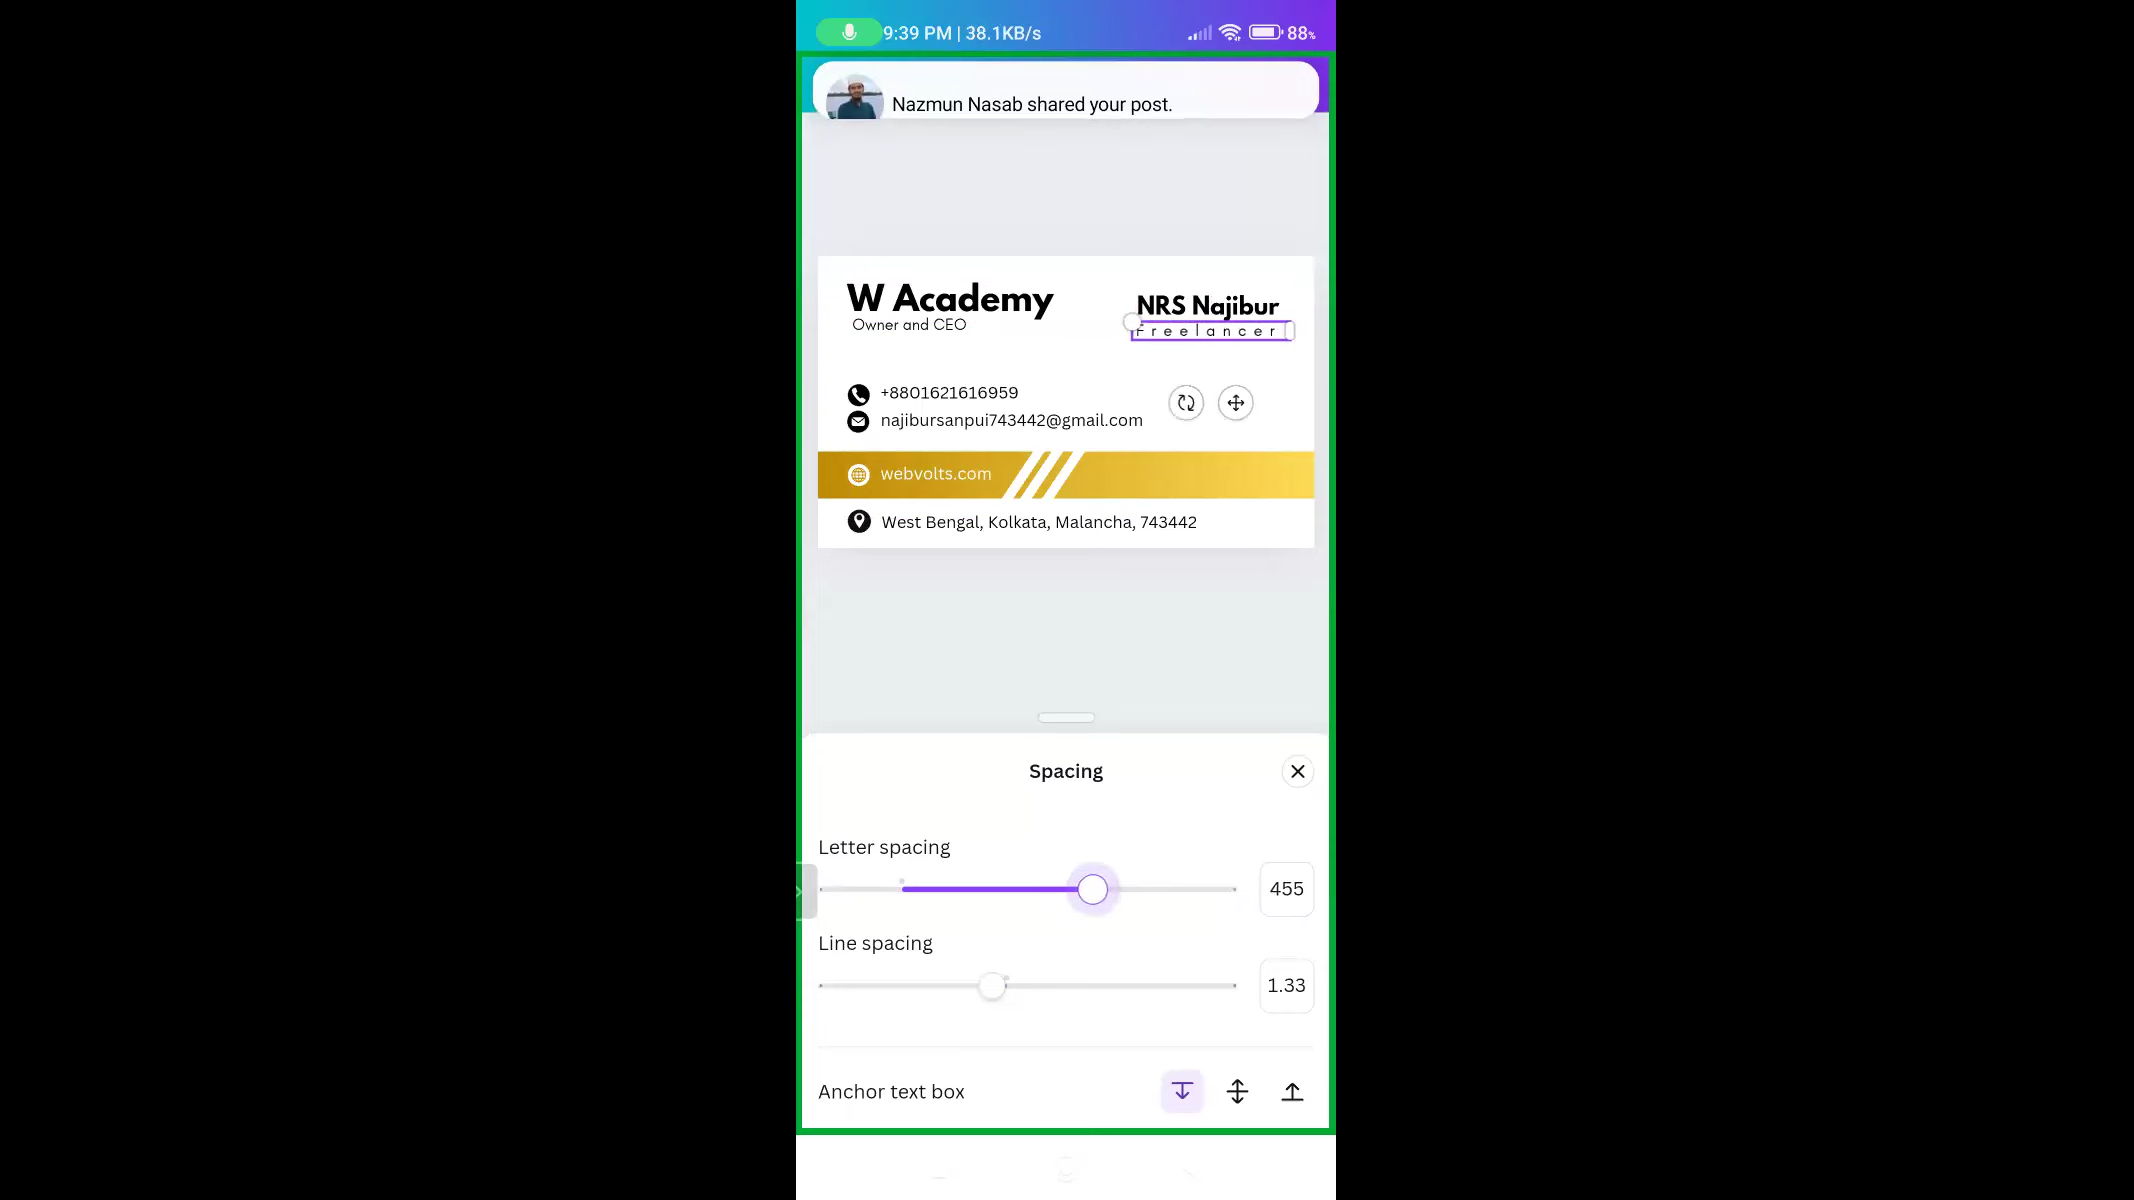 9:39 PM | 38.1KB/s 88%
Nazmun Nasab shared your post.
W Academy
Owner and CEO
NRS Najibur
Freelancer
+8801621616959
najibursanpui743442@gmail.com
webvolts.com
West Bengal, Kolkata, Malancha, 743442
Spacing
Letter spacing
455
Line spacing
1.33
Anchor text box